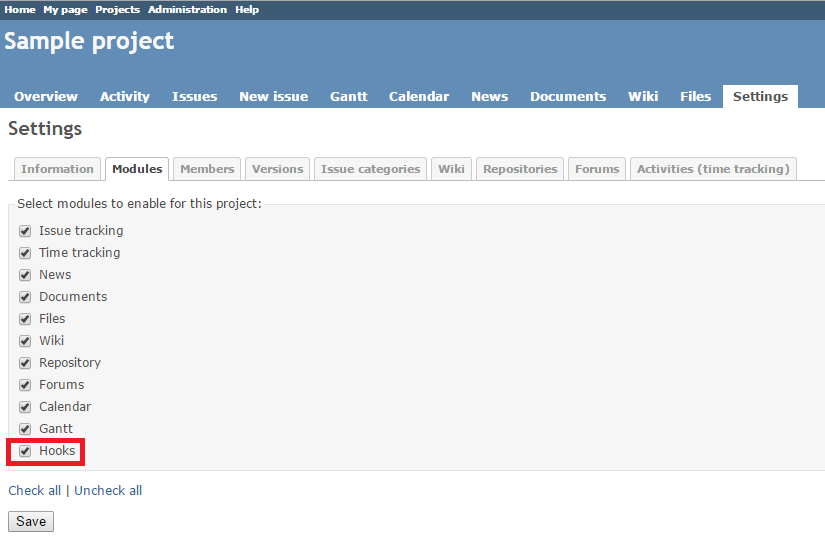 Home My page Projects Administration Help
Sample project
Overview Activity Issues New issue Gantt Calendar News Documents Wiki Files Settings
Settings
Information Modules Members Versions Issue categories Wiki Repositories Forums Activities (time tracking)
Select modules to enable for this project:
Issue tracking
Time tracking
News
Documents
Files
Wiki
Repository
Forums
Calendar
Gantt
Hooks
Check all | Uncheck all
Save